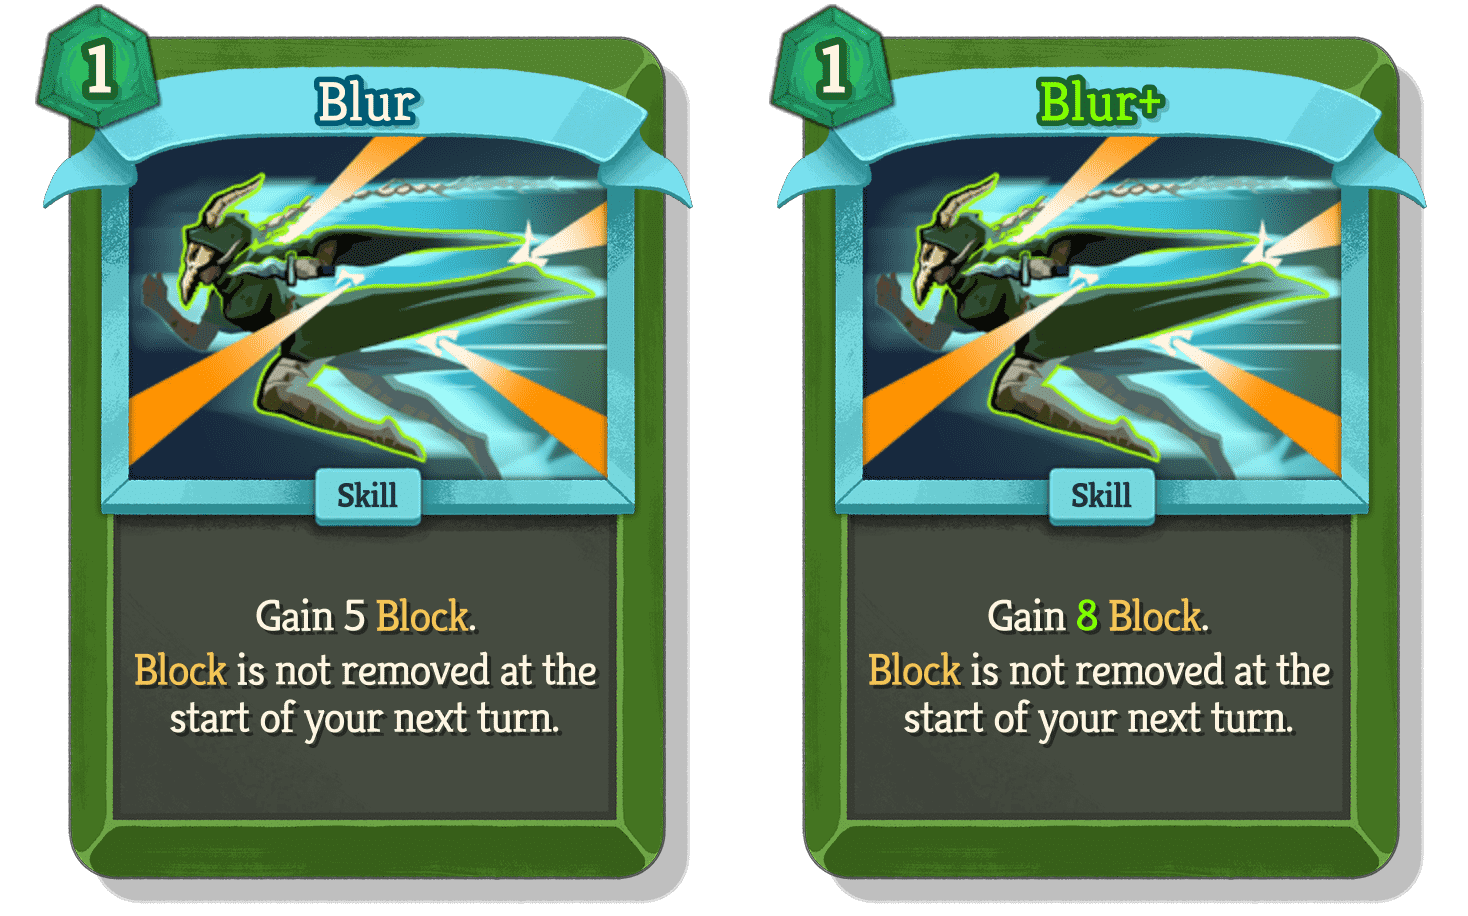 1
Blur
Skill
Gain 5 Block.
Block is not removed at the
start of your next turn.
1
Blur+
Skill
Gain 8 Block.
Block is not removed at the
start of your next turn.